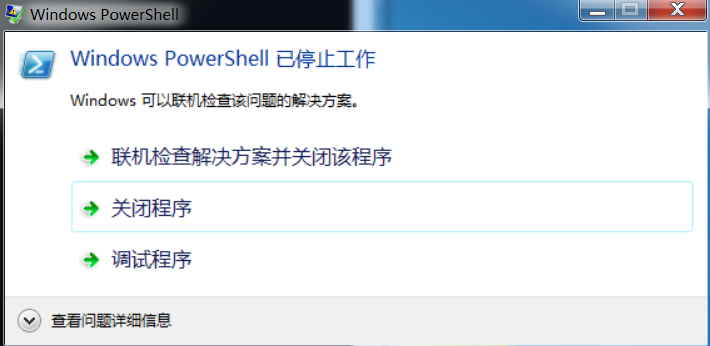 Windows PowerShell
Windows PowerShell 已停止工作
Windows 可以联机检查该问题的解决方案。
联机检查解决方案并关闭该程序
关闭程序
调试程序
查看问题详细信息